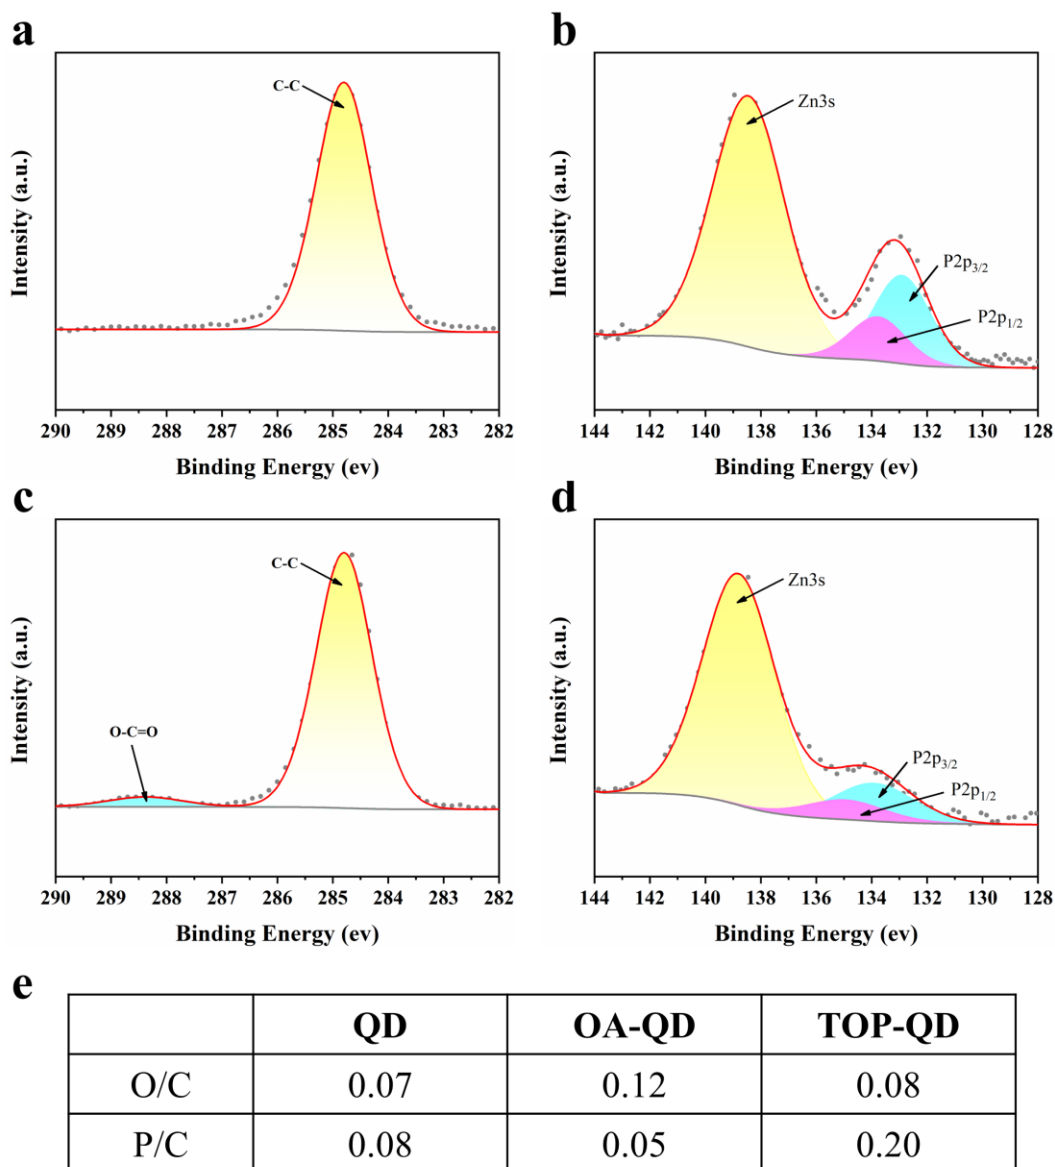 a
C-C
Intensity (a.u.)
290 289 288 287 286 285 284 283 282
Binding Energy (ev)
b
Zn3s
P2p3/2
P2p1/2
Intensity (a.u.)
144 142 140 138 136 134 132 130 128
Binding Energy (ev)
c
C-C
O-C=O
Intensity (a.u.)
290 289 288 287 286 285 284 283 282
Binding Energy (ev)
d
Zn3s
P2p3/2
P2p1/2
Intensity (a.u.)
144 142 140 138 136 134 132 130 128
Binding Energy (ev)
e
QD OA-QD TOP-QD
O/C 0.07 0.12 0.08
P/C 0.08 0.05 0.20